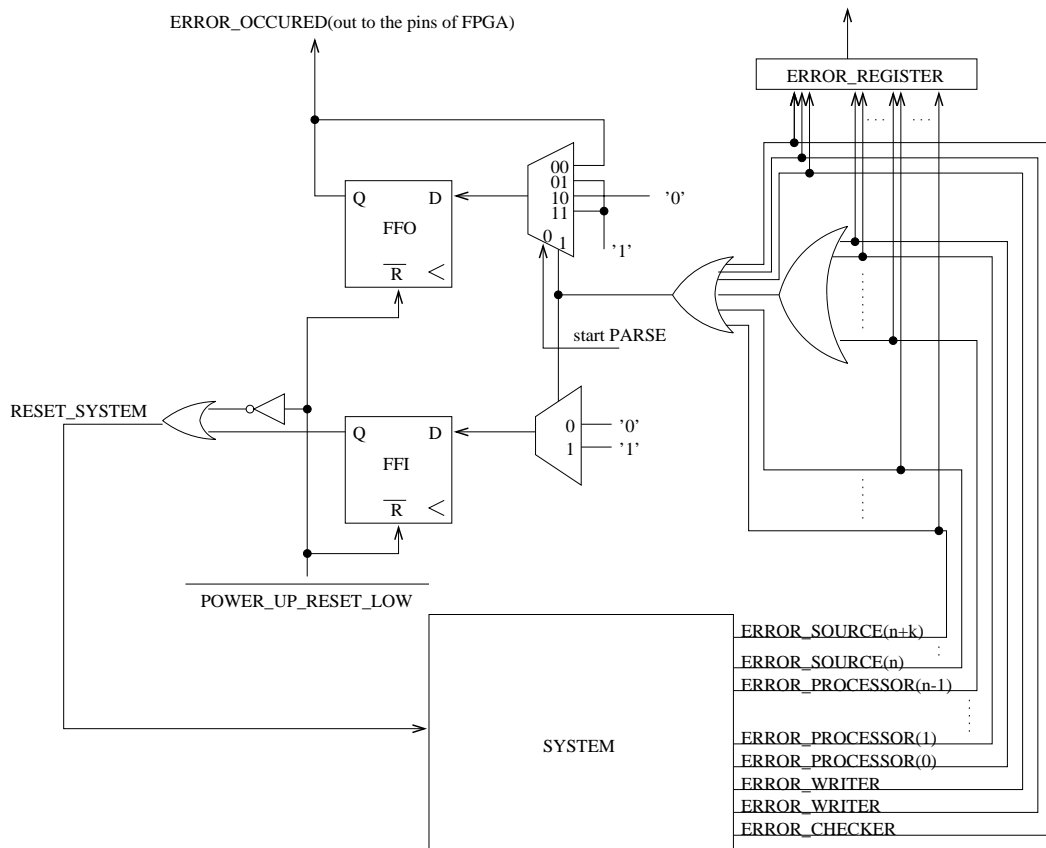 ERROR_OCCURED(out to the pins of FPGA)
ERROR_REGISTER
00
01
10
11
0
1
'0'
'1'
Q
D
FFO
R
<
start PARSE
RESET_SYSTEM
Q
D
FFI
R
<
0
1
'0'
'1'
POWER_UP_RESET_LOW
ERROR_SOURCE(n+k)
ERROR_SOURCE(n)
ERROR_PROCESSOR(n-1)
SYSTEM
ERROR_PROCESSOR(1)
ERROR_PROCESSOR(0)
ERROR_WRITER
ERROR_WRITER
ERROR_CHECKER